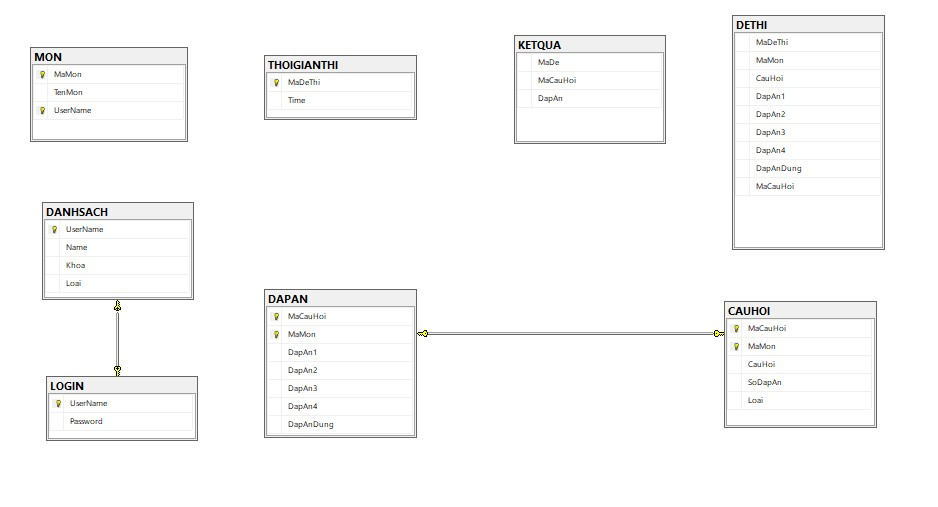 MON
MaMon
TenMon
UserName
THOIGIANTHI
MaDeThi
Time
KETQUA
MaDe
MaCauHoi
DapAn
DETHI
MaDeThi
MaMon
CauHoi
DapAn1
DapAn2
DapAn3
DapAn4
DapAnDung
MaCauHoi
DANHSACH
UserName
Name
Khoa
Loai
LOGIN
UserName
Password
DAPAN
MaCauHoi
MaMon
DapAn1
DapAn2
DapAn3
DapAn4
DapAnDung
CAUHOI
MaCauHoi
MaMon
CauHoi
SoDapAn
Loai